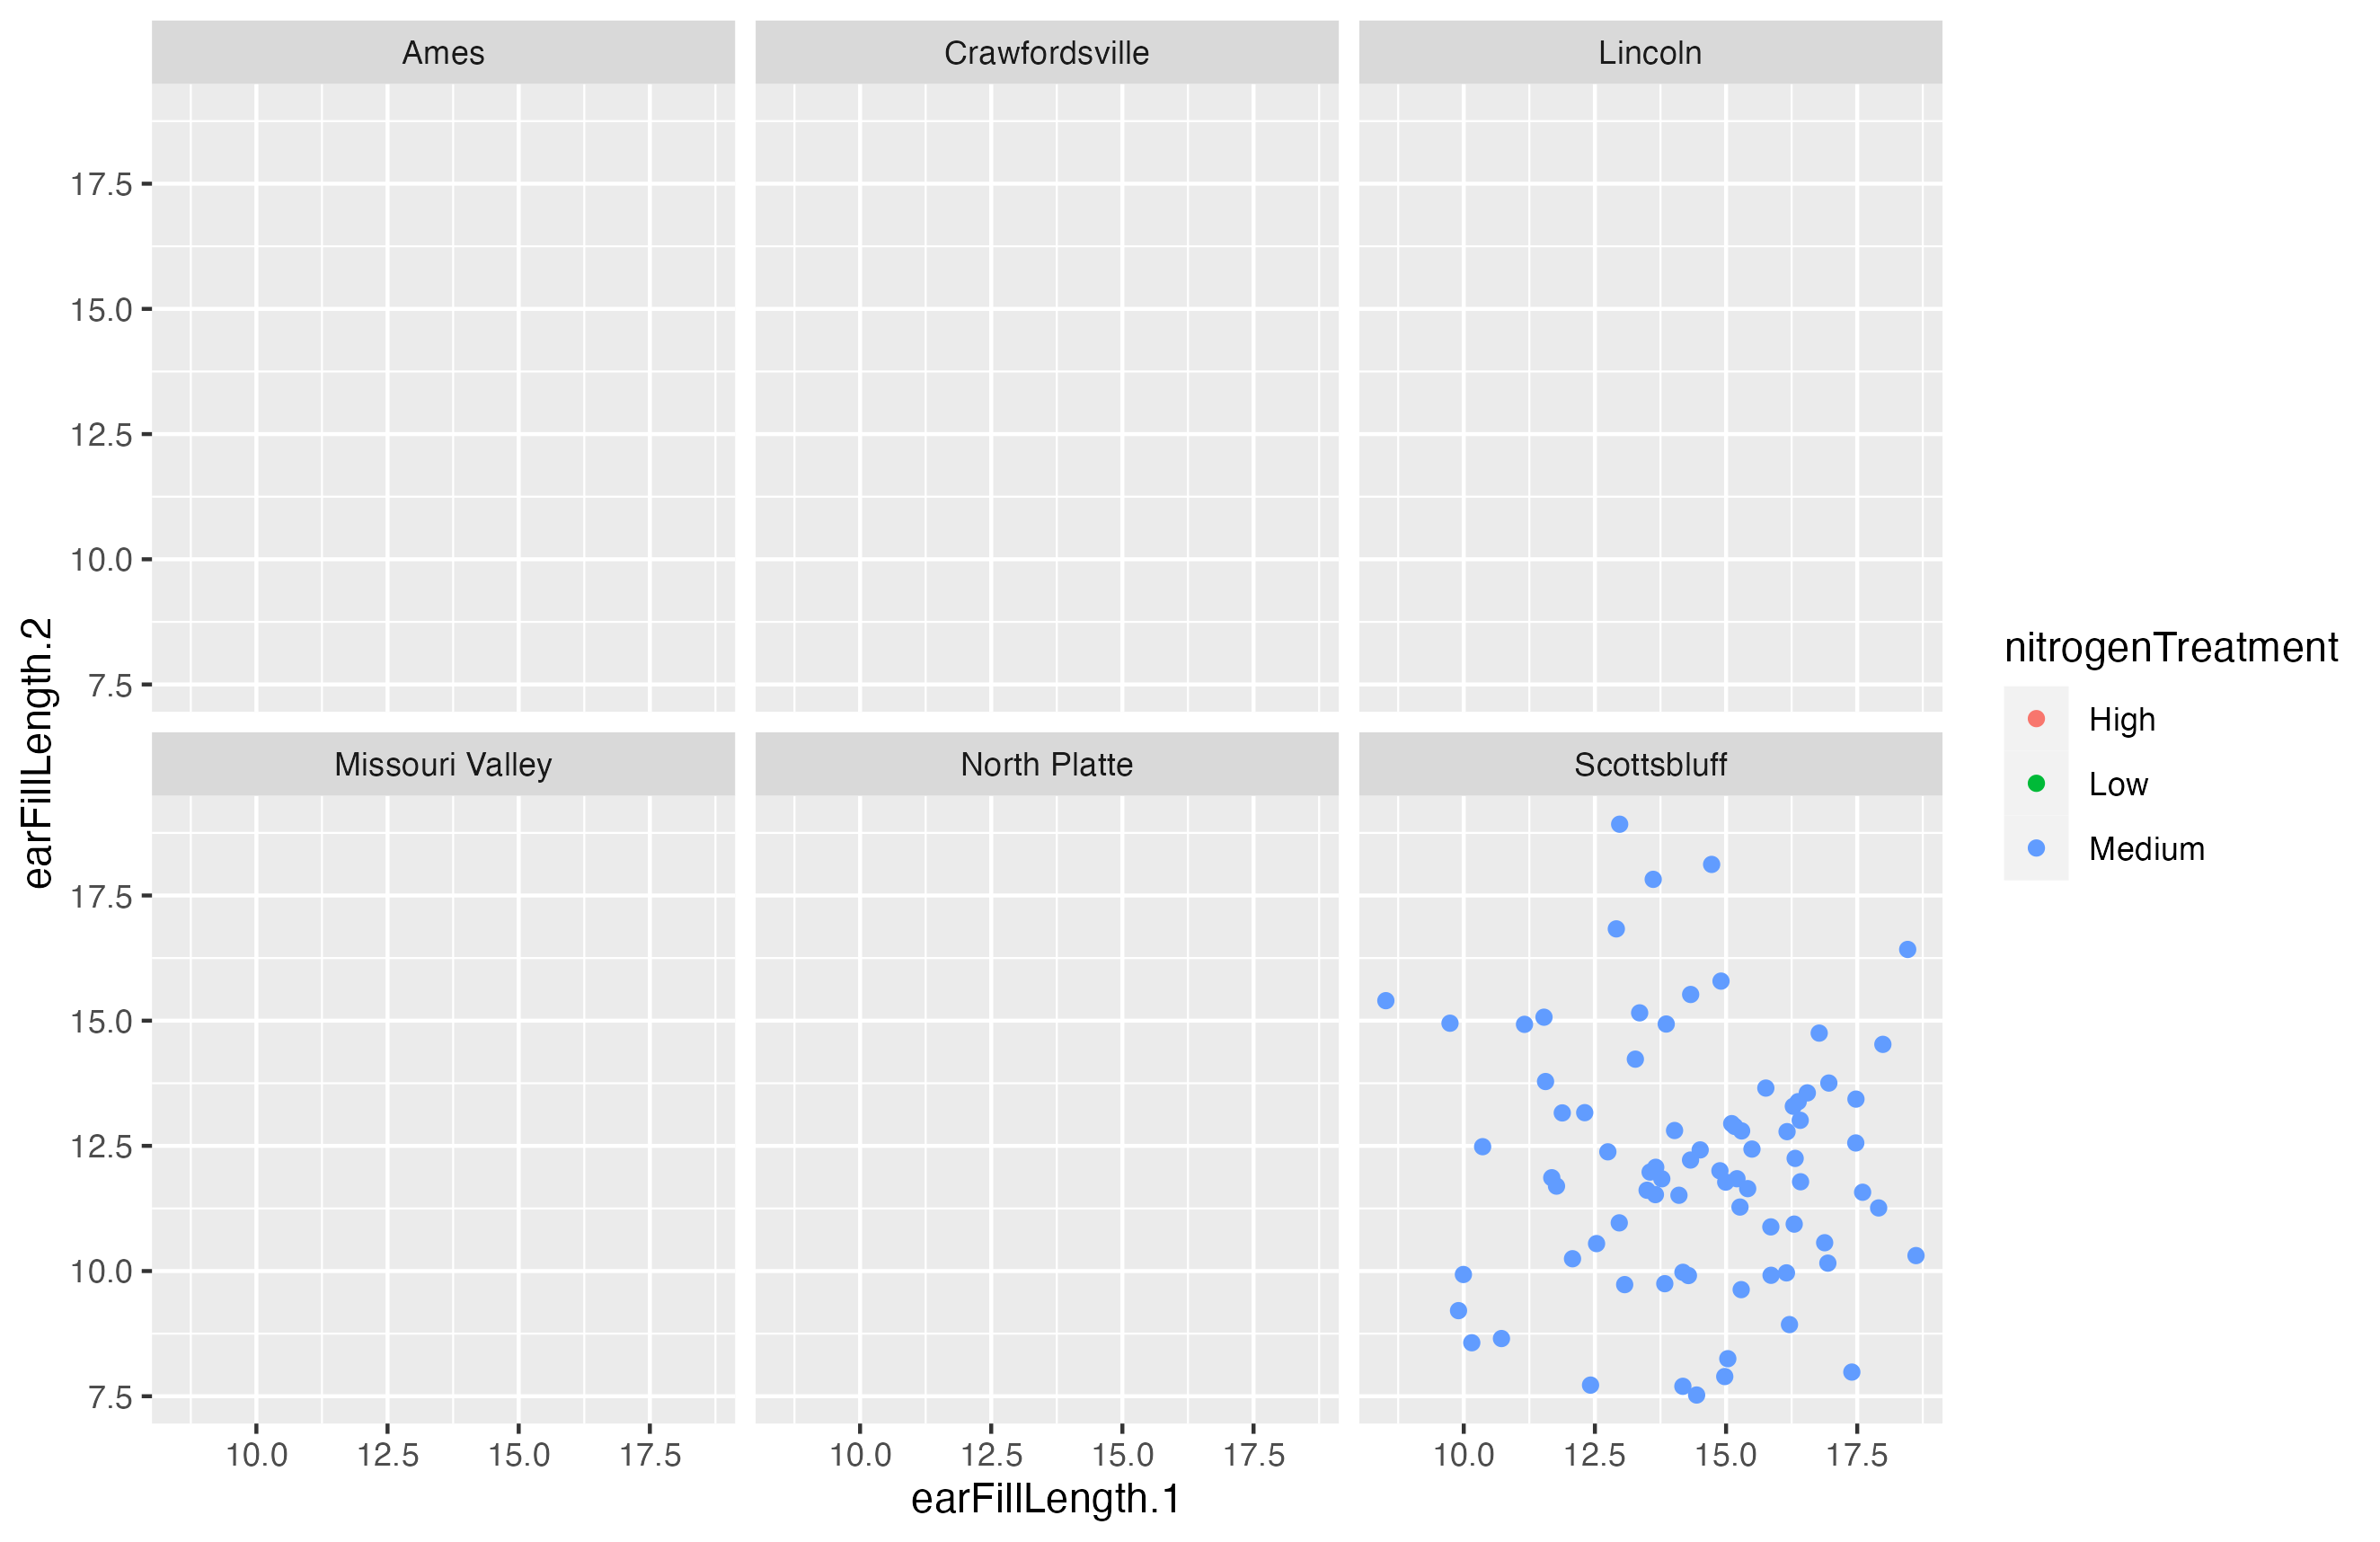 Ames
Crawfordsville
Lincoln
17.5
15.0
12.5
10.0
7.5
earFillLength.2
Missouri Valley
North Platte
Scottsbluff
17.5
15.0
12.5
10.0
7.5
10.0 12.5 15.0 17.5
10.0 12.5 15.0 17.5
10.0 12.5 15.0 17.5
earFillLength.1
nitrogenTreatment
High
Low
Medium